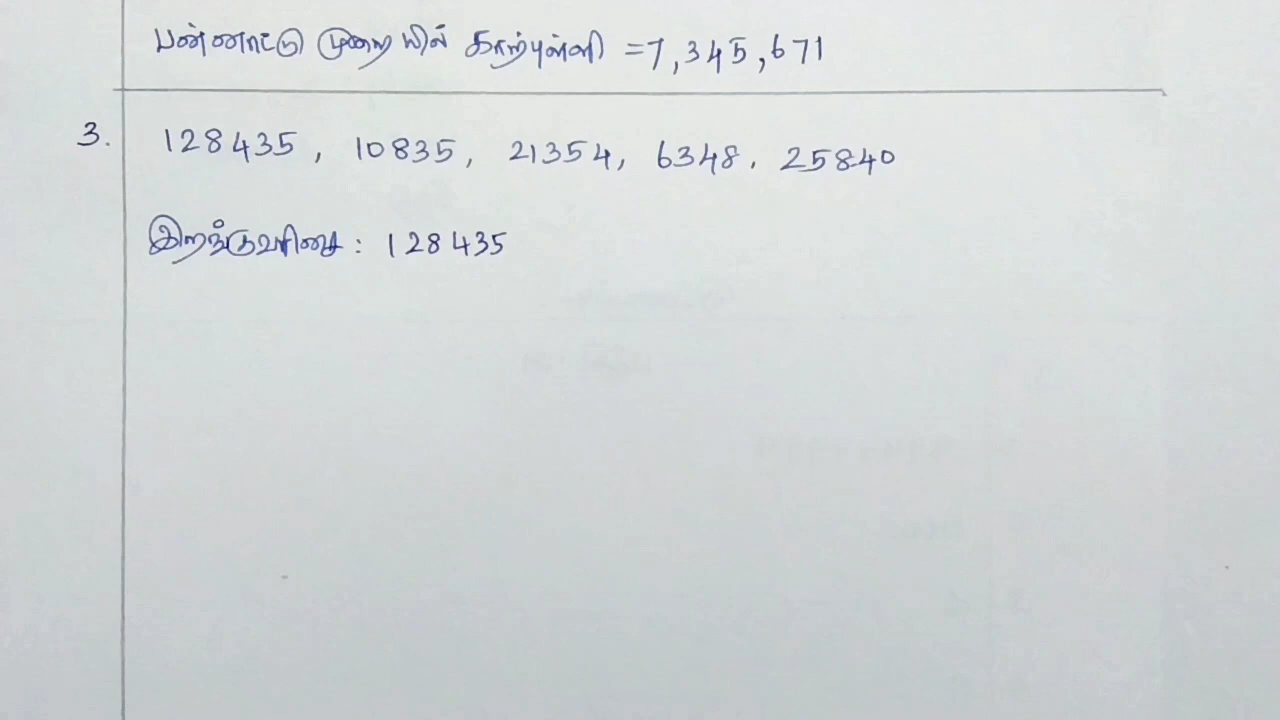 பன்னாட்டு முறையில் காற்புள்ளி =7,345,671
3. 128435, 10835, 21354, 6348, 25840
இறங்குவரிசை: 128435